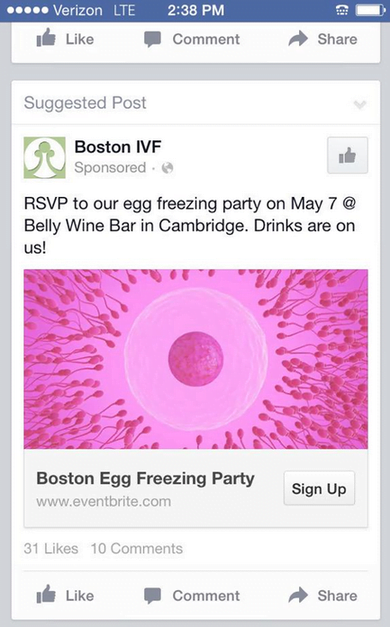 Verizon LTE 2:38 PM
Like Comment Share
Suggested Post
Boston IVF
Sponsored ·
RSVP to our egg freezing party on May 7 @
Belly Wine Bar in Cambridge. Drinks are on
us!
Boston Egg Freezing Party
www.eventbrite.com
Sign Up
31 Likes 10 Comments
Like Comment Share